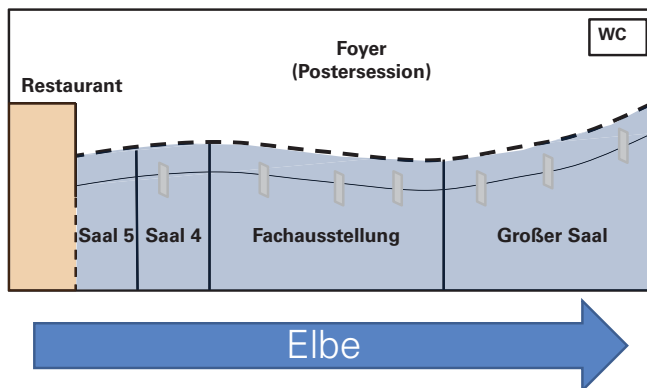 WC
Foyer
(Postersession)
Restaurant
Saal 5
Saal 4
Fachausstellung
Großer Saal
Elbe